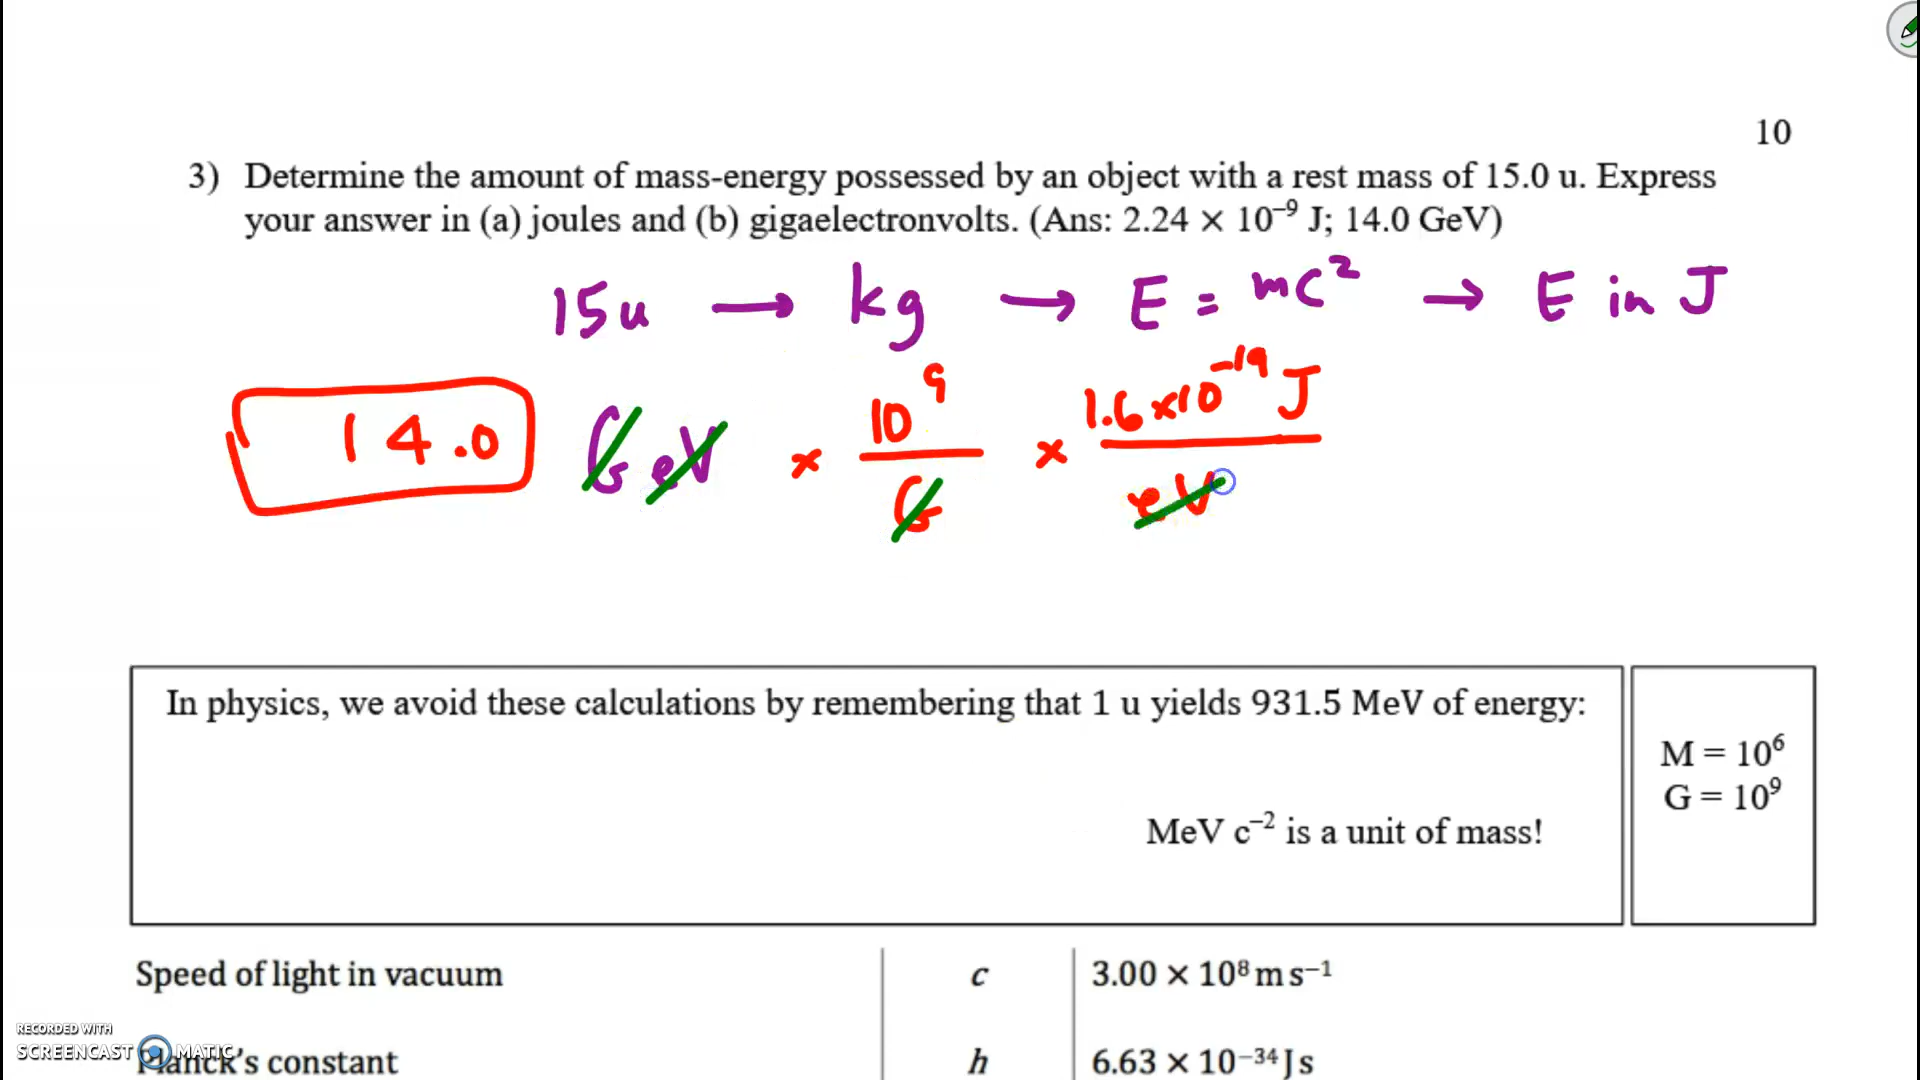 10
3) Determine the amount of mass-energy possessed by an object with a rest mass of 15.0 u. Express
your answer in (a) joules and (b) gigaelectronvolts. (Ans: 2.24 × 10⁻⁹ J; 14.0 GeV)
15u → kg → E = mc² → E in J
14.0 GeV × 10⁹ / G × 1.6×10⁻¹⁹ J / eV
In physics, we avoid these calculations by remembering that 1 u yields 931.5 MeV of energy:
M = 10⁶
G = 10⁹
MeV c⁻² is a unit of mass!
Speed of light in vacuum c 3.00 × 10⁸ m s⁻¹
Planck's constant h 6.63 × 10⁻³⁴ J s
RECORDED WITH
SCREENCAST MATIC